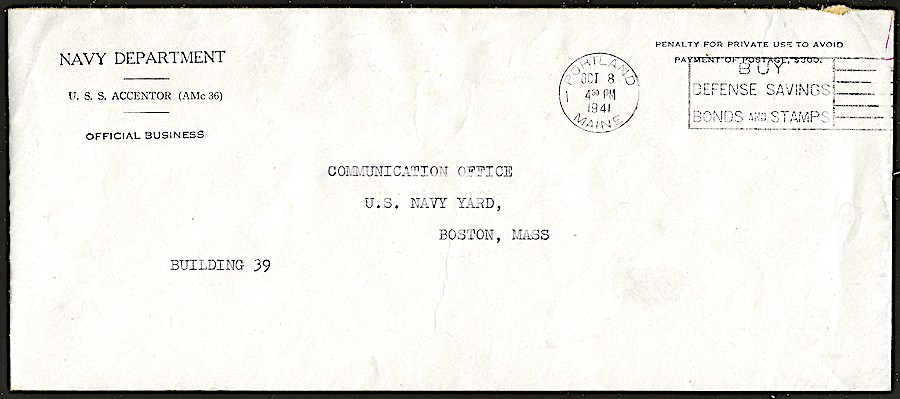 NAVY DEPARTMENT
U. S. S. ACCENTOR (AMc 36)
OFFICIAL BUSINESS
PENALTY FOR PRIVATE USE TO AVOID
PAYMENT OF POSTAGE, $300.
PORTLAND
OCT 8
4 30 PM
1941
1
MAINE
BUY
DEFENSE SAVINGS
BONDS AND STAMPS
COMMUNICATION OFFICE
U.S. NAVY YARD,
BOSTON, MASS
BUILDING 39